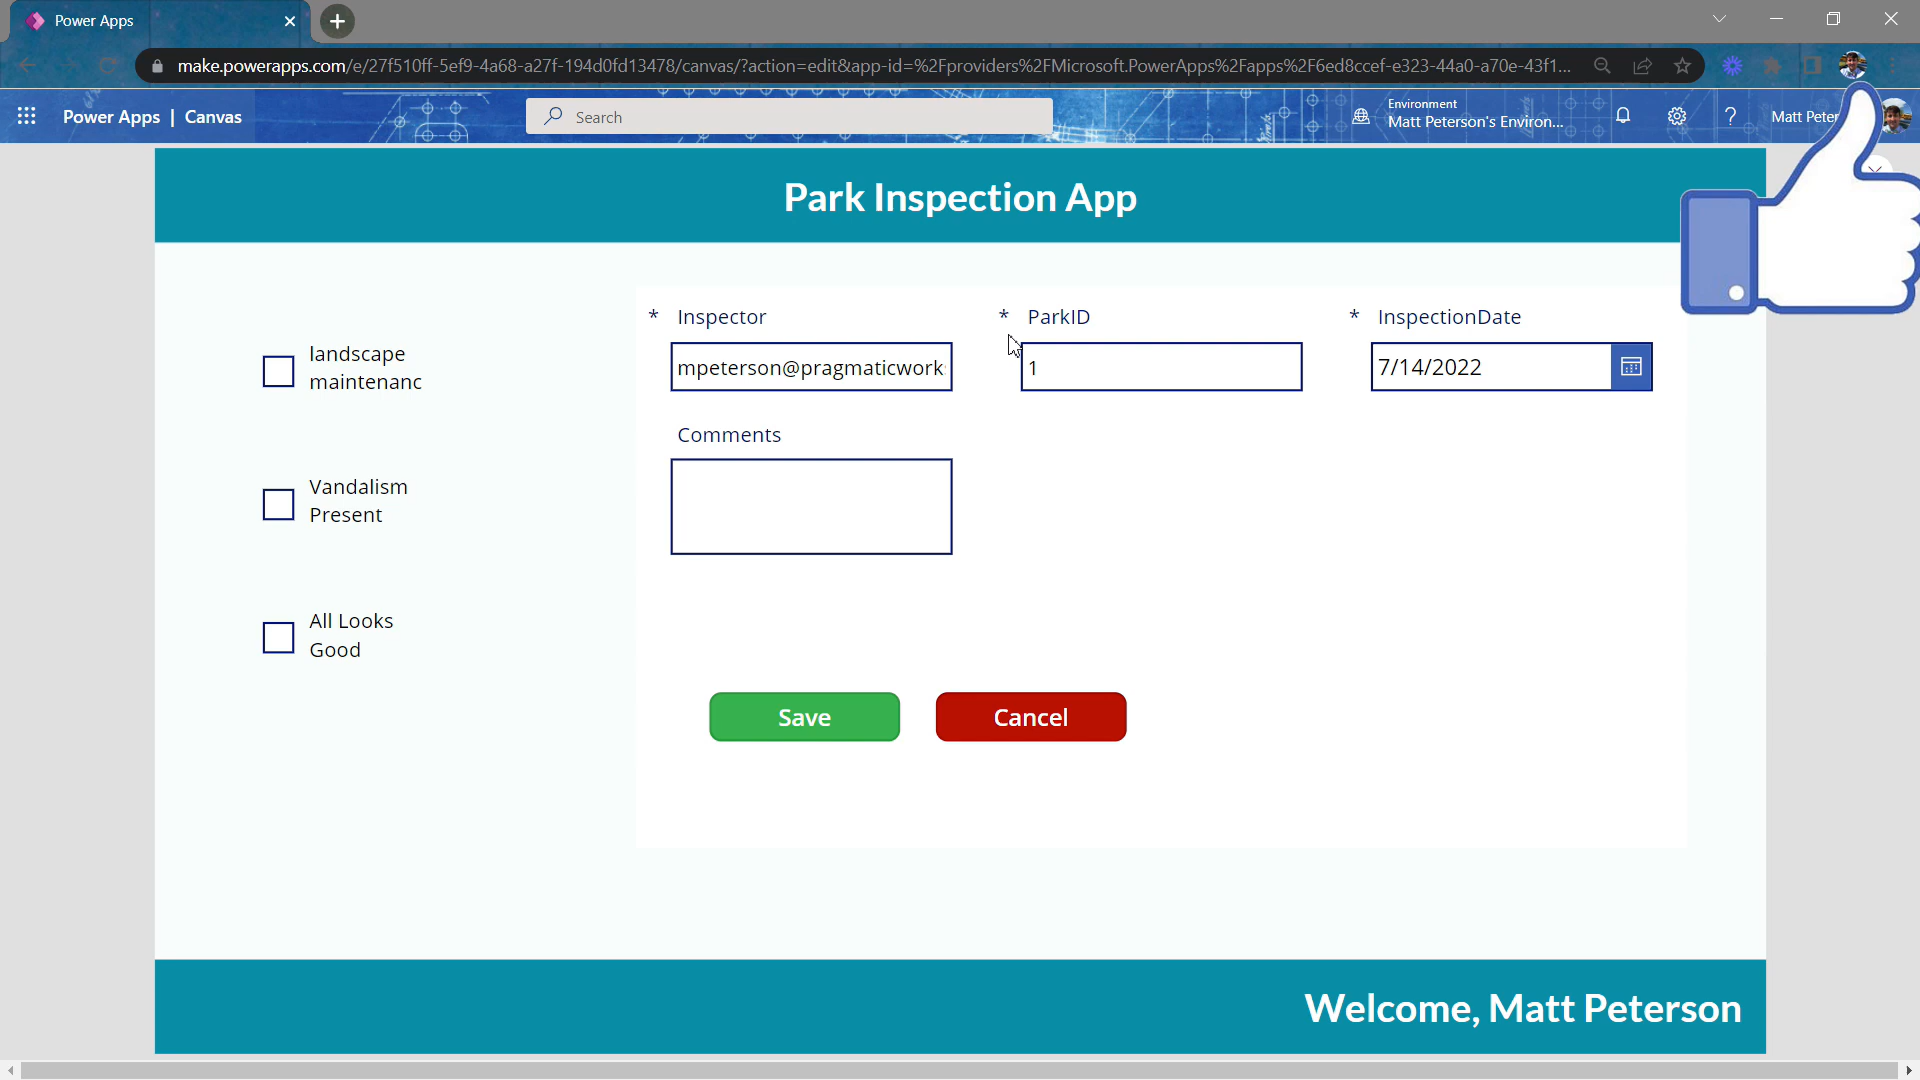 Power Apps
make.powerapps.com/e/27f510ff-5ef9-4a68-a27f-194d0fd13478/canvas/?action=edit&app-id=%2Fproviders%2FMicrosoft.PowerApps%2Fapps%2F6ed8ccef-e323-44a0-a70e-43f1...
Power Apps | Canvas
Search
Environment
Matt Peterson's Environ...
?
Matt Peter
Park Inspection App
* Inspector
* ParkID
* InspectionDate
mpeterson@pragmaticwork
1
7/14/2022
landscape
maintenanc
Comments
Vandalism
Present
All Looks
Good
Save
Cancel
Welcome, Matt Peterson